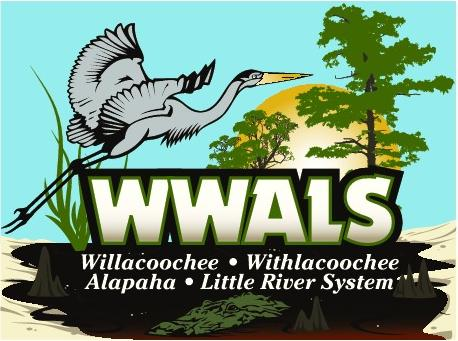 WWALS
Willacoochee • Withlacoochee
Alapaha • Little River System